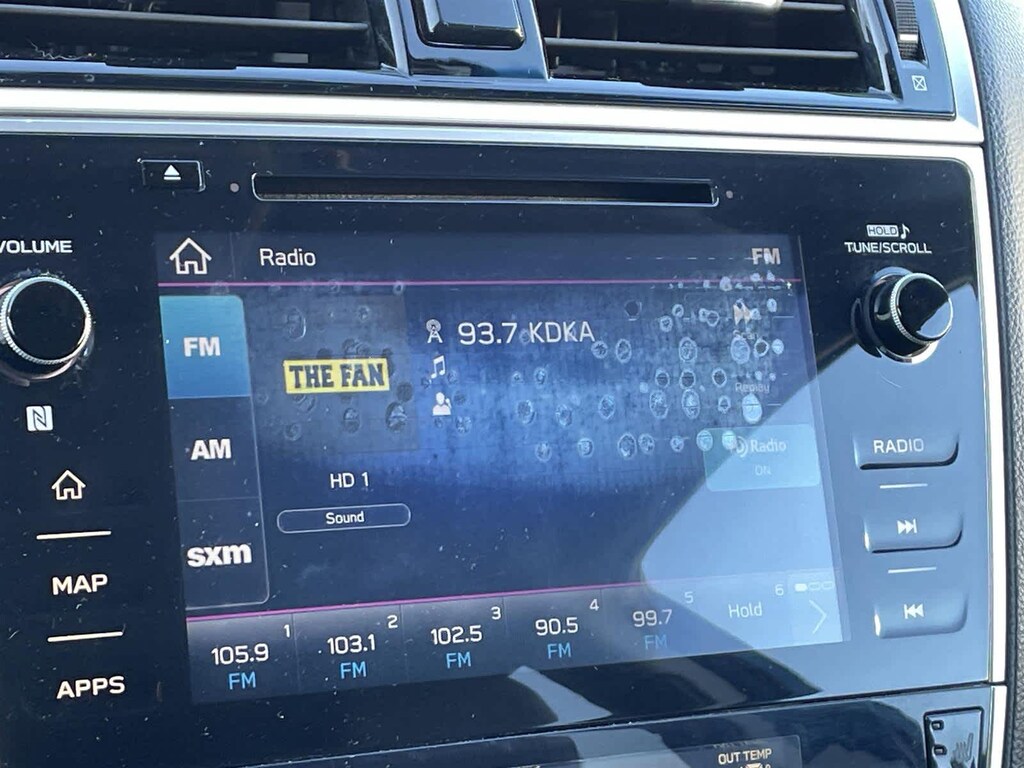 VOLUME
HOLD
TUNE/SCROLL
Radio
FM
FM
93.7 KDKA
THE FAN
Replay
AM
Radio
ON
RADIO
HD 1
Sound
sxm
MAP
APPS
1
2
3
4
5
6
105.9
103.1
102.5
90.5
99.7
Hold
FM
FM
FM
FM
FM
OUT TEMP